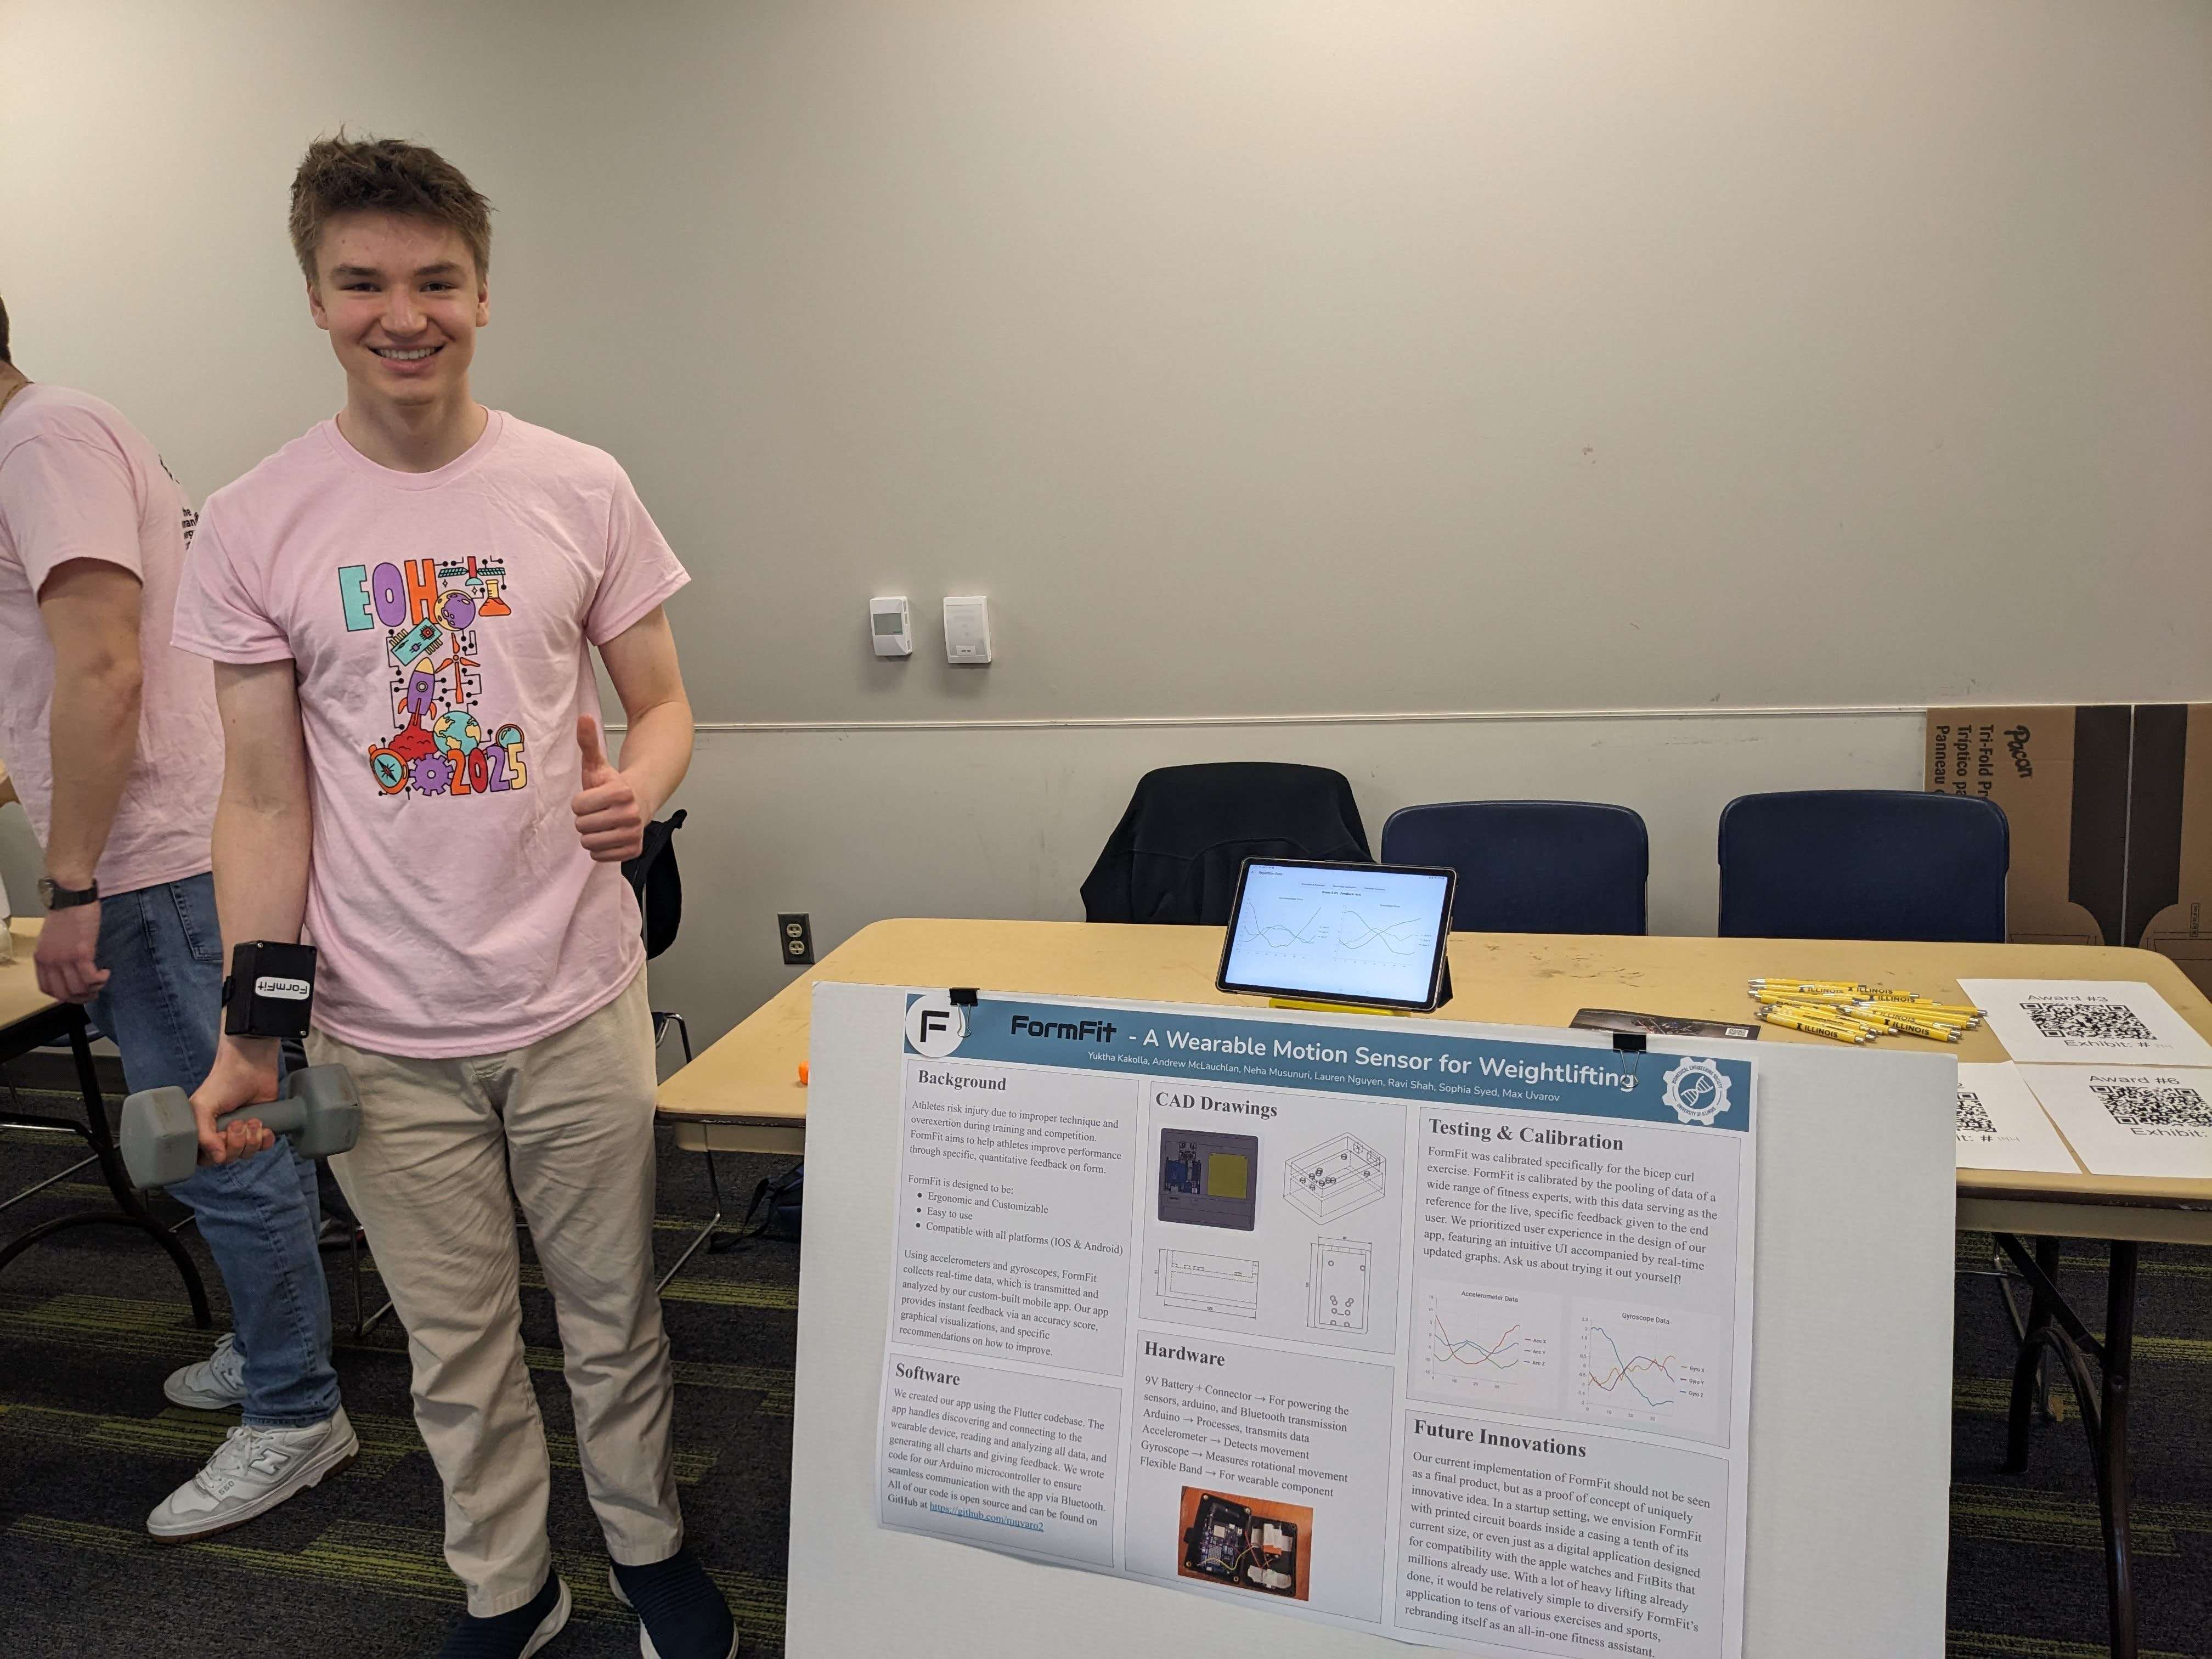 EOH
2025
FormFit
Pacon
Tri-Fold
Panneau
ILLINOIS
ILLINOIS
ILLINOIS
ILLINOIS
ILLINOIS
Award #3
Exhibit: #
Award #6
F
FormFit - A Wearable Motion Sensor for Weightlifting
Yuktha Kakolla, Andrew McLauchlan, Neha Musunuri, Lauren Nguyen, Ravi Shah, Sophia Syed, Max Uvarov
Background
Athletes risk injury due to improper technique and
overexertion during training and competition.
FormFit aims to help athletes improve performance
through specific, quantitative feedback on form.
FormFit is designed to be:
● Ergonomic and Customizable
● Easy to use
● Compatible with all platforms (IOS & Android)
Using accelerometers and gyroscopes, FormFit
collects real-time data, which is transmitted and
analyzed by our custom-built mobile app. Our app
provides instant feedback via an accuracy score,
graphical visualizations, and specific
recommendations on how to improve.
Software
We created our app using the Flutter codebase. The
app handles discovering and connecting to the
wearable device, reading and analyzing all data, and
generating all charts and giving feedback. We wrote
code for our Arduino microcontroller to ensure
seamless communication with the app via Bluetooth.
All of our code is open source and can be found on
GitHub at https://github.com/muvaro2
CAD Drawings
Hardware
9V Battery + Connector → For powering the
sensors, arduino, and Bluetooth transmission
Arduino → Processes, transmits data
Accelerometer → Detects movement
Gyroscope → Measures rotational movement
Flexible Band → For wearable component
Testing & Calibration
FormFit was calibrated specifically for the bicep curl
exercise. FormFit is calibrated by the pooling of data of a
wide range of fitness experts, with this data serving as the
reference for the live, specific feedback given to the end
user. We prioritized user experience in the design of our
app, featuring an intuitive UI accompanied by real-time
updated graphs. Ask us about trying it out yourself!
Accelerometer Data
Acc X
Acc Y
Acc Z
Gyroscope Data
Gyro X
Gyro Y
Gyro Z
Future Innovations
Our current implementation of FormFit should not be seen
as a final product, but as a proof of concept of uniquely
innovative idea. In a startup setting, we envision FormFit
with printed circuit boards inside a casing a tenth of its
current size, or even just as a digital application designed
for compatibility with the apple watches and FitBits that
millions already use. With a lot of heavy lifting already
done, it would be relatively simple to diversify FormFit's
application to tens of various exercises and sports,
rebranding itself as an all-in-one fitness assistant.